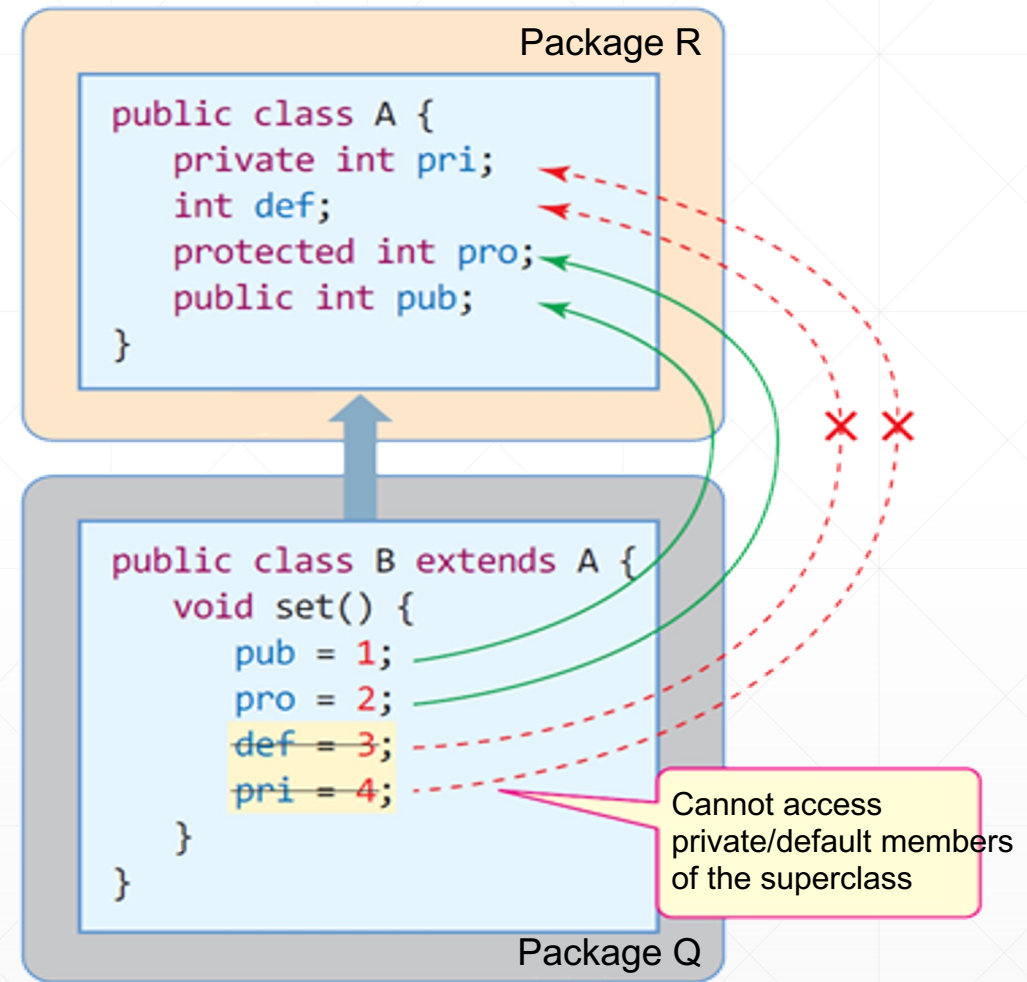 Package R
public class A {
private int pri;
int def;
protected int pro;
public int pub;
}
public class B extends A {
void set() {
pub = 1;
pro = 2;
def = 3;
pri = 4;
}
}
Cannot access
private/default members
of the superclass
Package Q